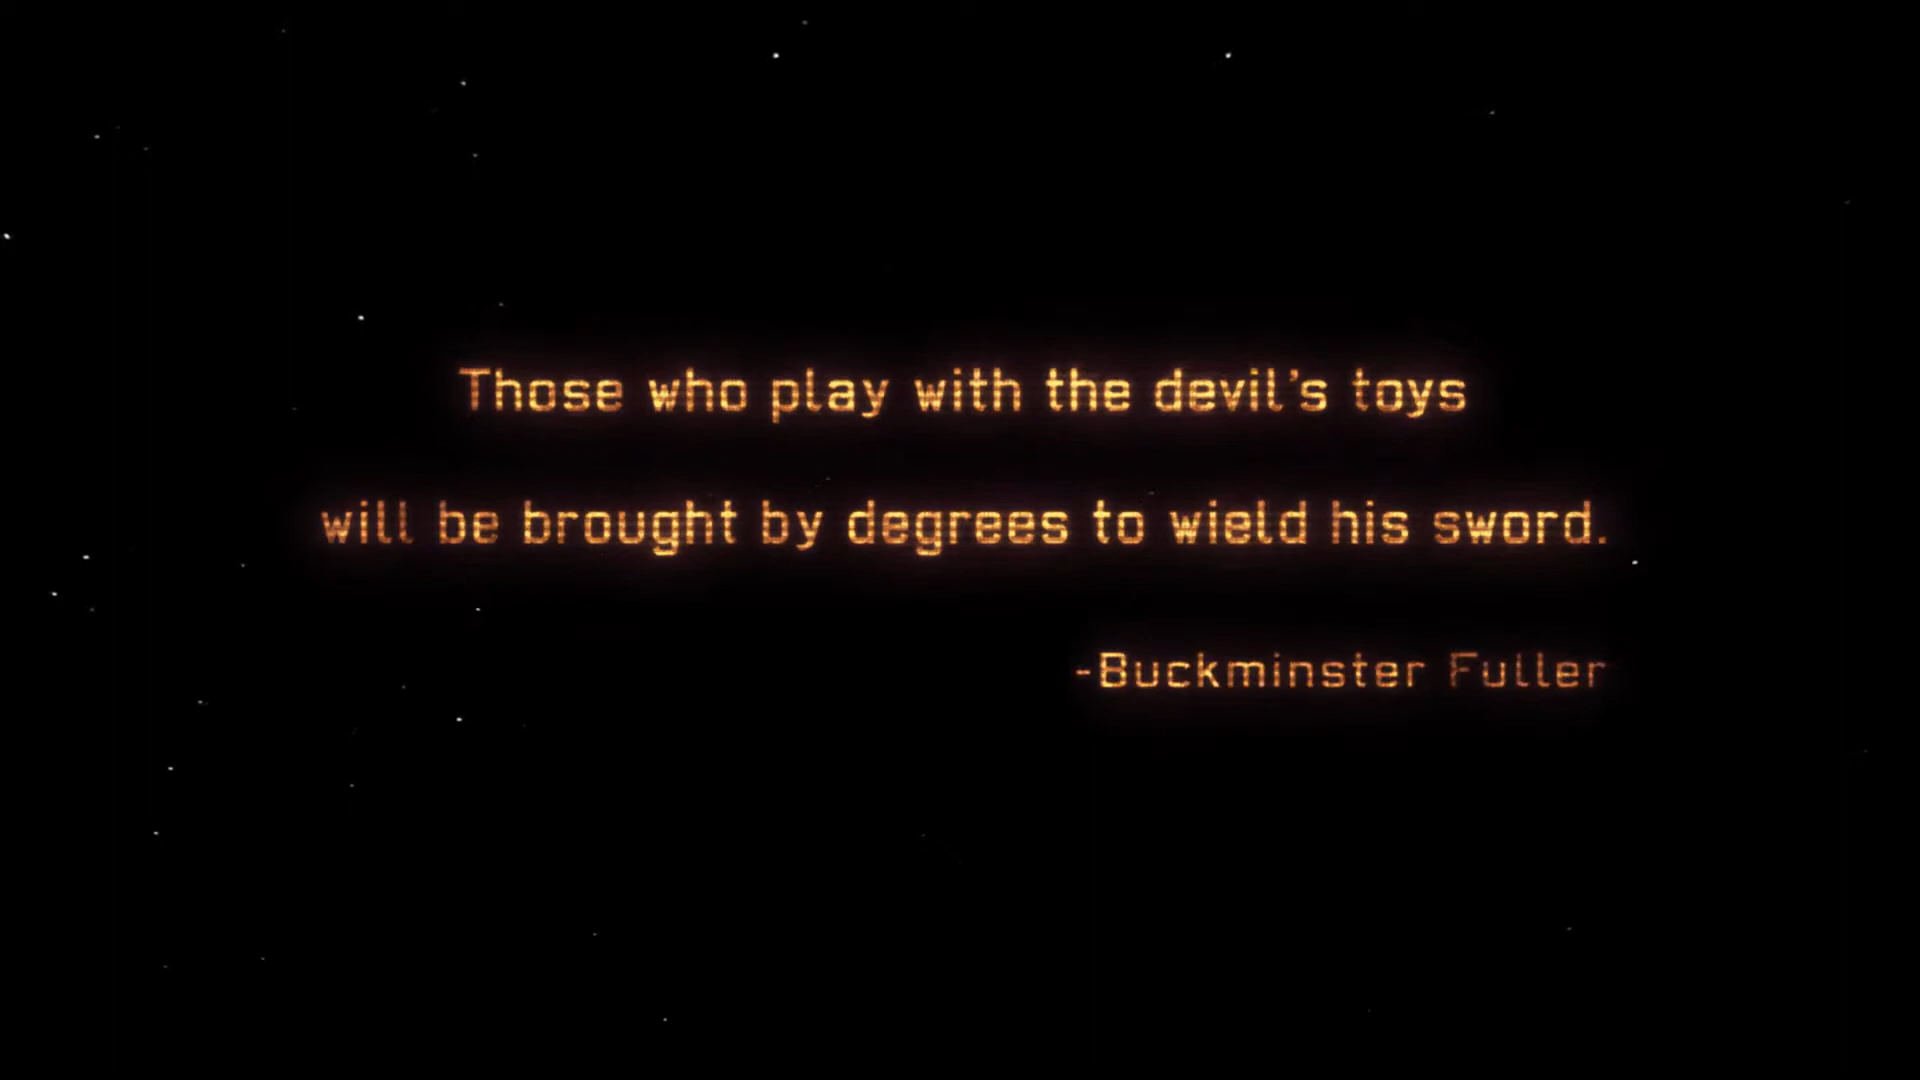 Those who play with the devil’s toys
will be brought by degrees to wield his sword.
-Buckminster Fuller